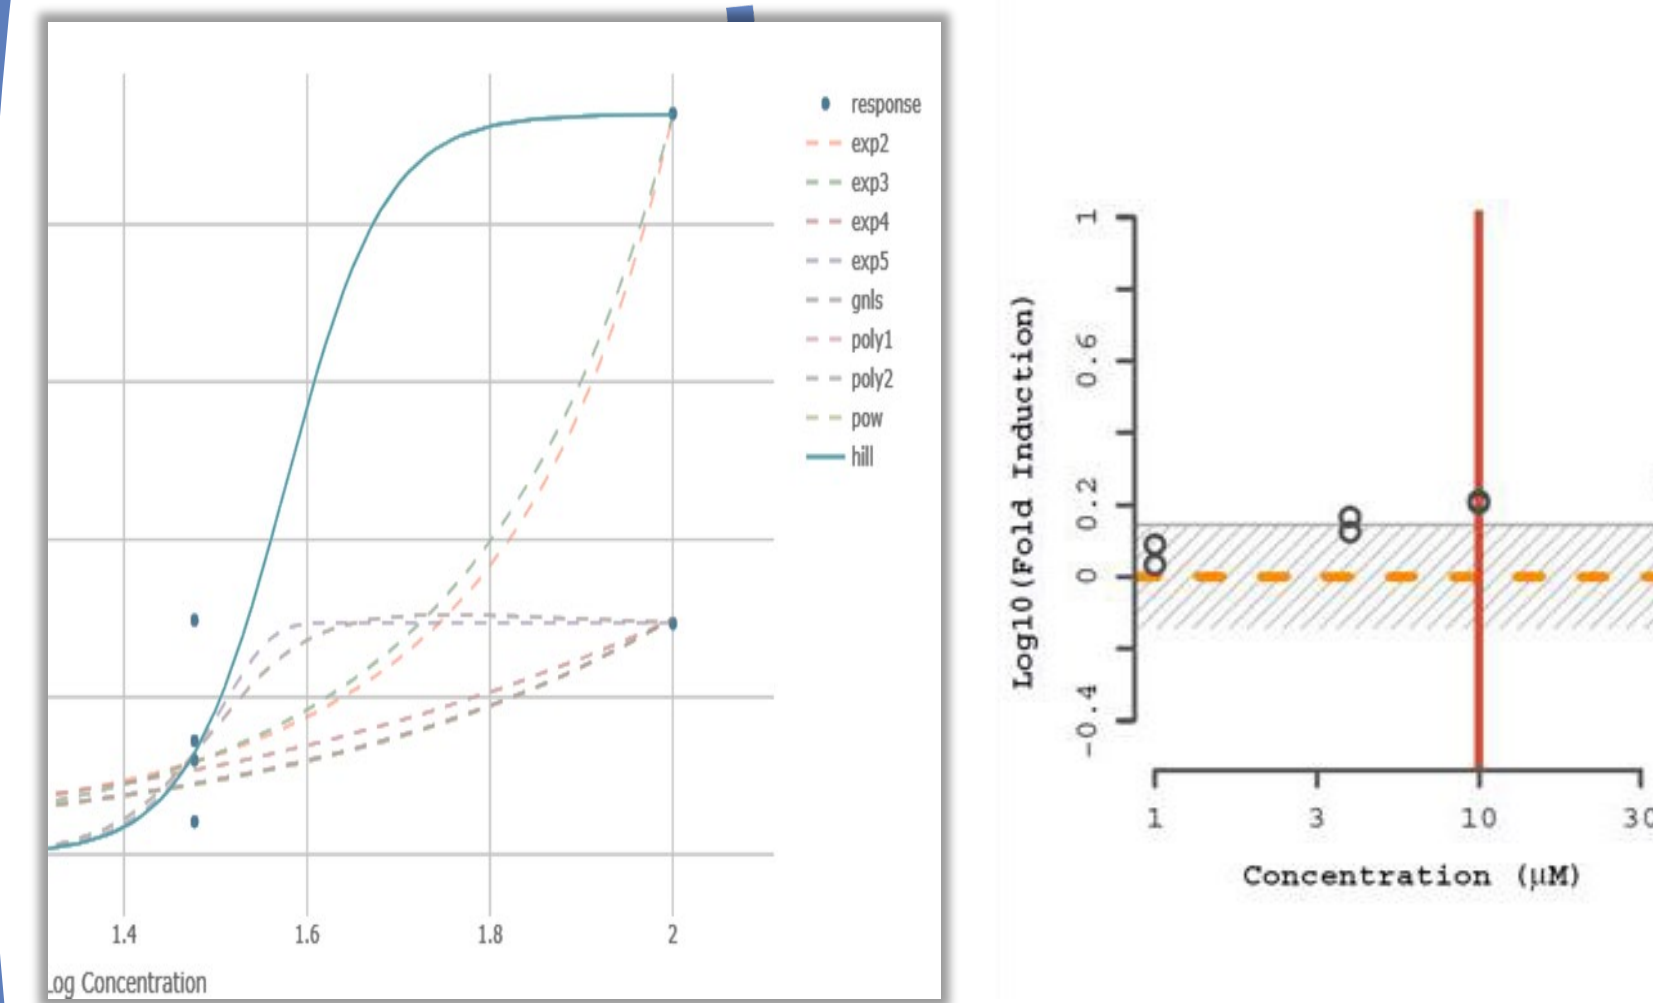 response
exp2
exp3
exp4
exp5
gnls
poly1
poly2
pow
hill
1.4 1.6 1.8 2
og Concentration
Log10(Fold Induction)
1
0.6
0.2
0
-0.4
1 3 10 30
Concentration (μM)